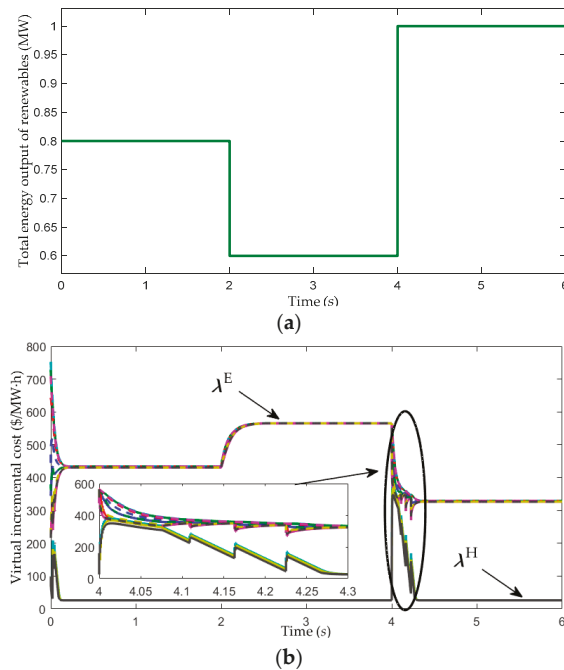 (a)
Total energy output of renewables (MW)
1
0.95
0.9
0.85
0.8
0.75
0.7
0.65
0.6
0 1 2 3 4 5 6
Time (s)
(a)
(b)
Virtual incremental cost ($/MW·h)
800
700
600
500
400
300
200
100
0
λE
λH
600
400
200
0
4 4.05 4.1 4.15 4.2 4.25 4.3
0 1 2 3 4 5 6
Time (s)
(b)